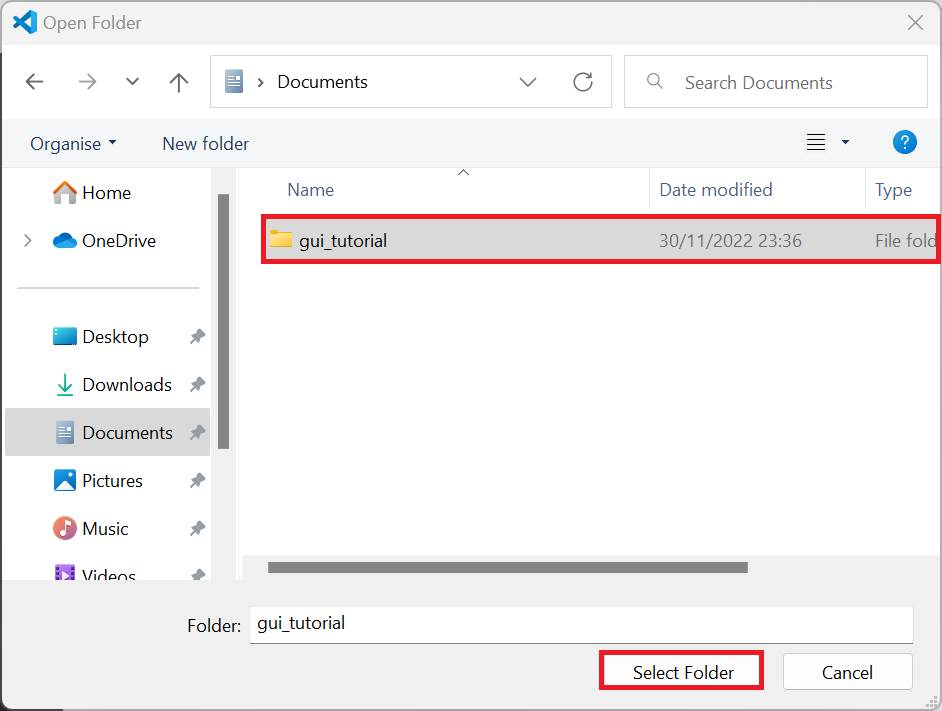 Open Folder
Documents
Search Documents
Organise New folder ?
Name Date modified Type
Home
OneDrive
gui_tutorial 30/11/2022 23:36 File fold
Desktop
Downloads
Documents
Pictures
Music
Videos
Folder: gui_tutorial
Select Folder Cancel